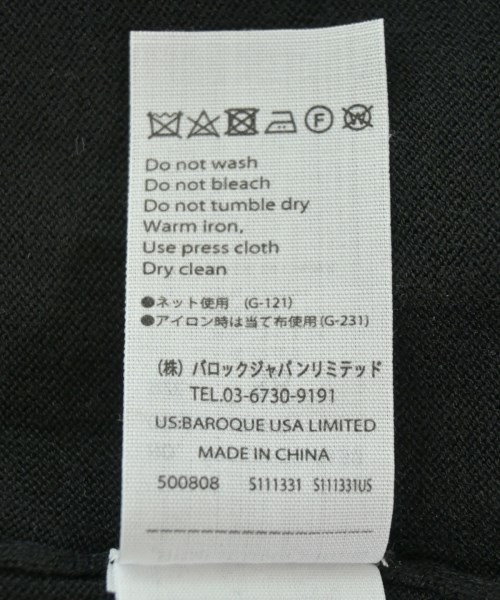 F W
Do not wash
Do not bleach
Do not tumble dry
Warm iron,
Use press cloth
Dry clean
●ネット使用 (G-121)
●アイロン時は当て布使用(G-231)
(株) バロックジャパンリミテッド
TEL.03-6730-9191
US:BAROQUE USA LIMITED
MADE IN CHINA
500808 S111331 S111331US